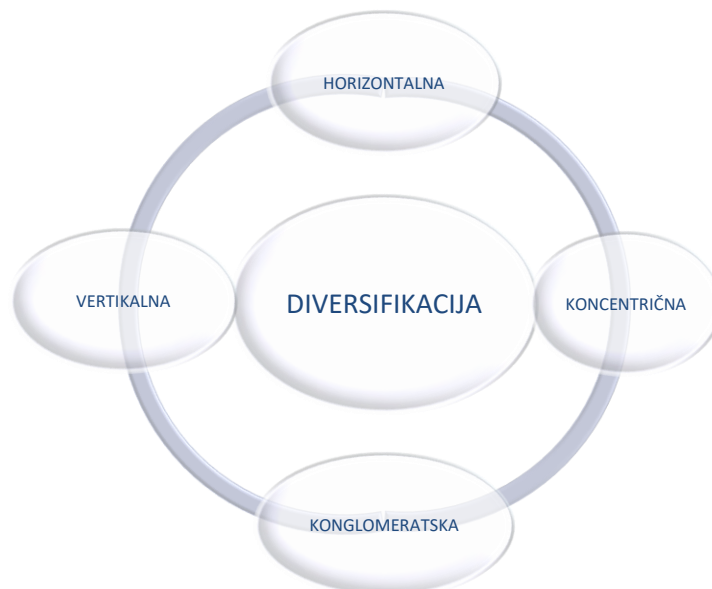 HORIZONTALNA
VERTIKALNA
DIVERSIFIKACIJA
KONCENTRIČNA
KONGLOMERATSKA